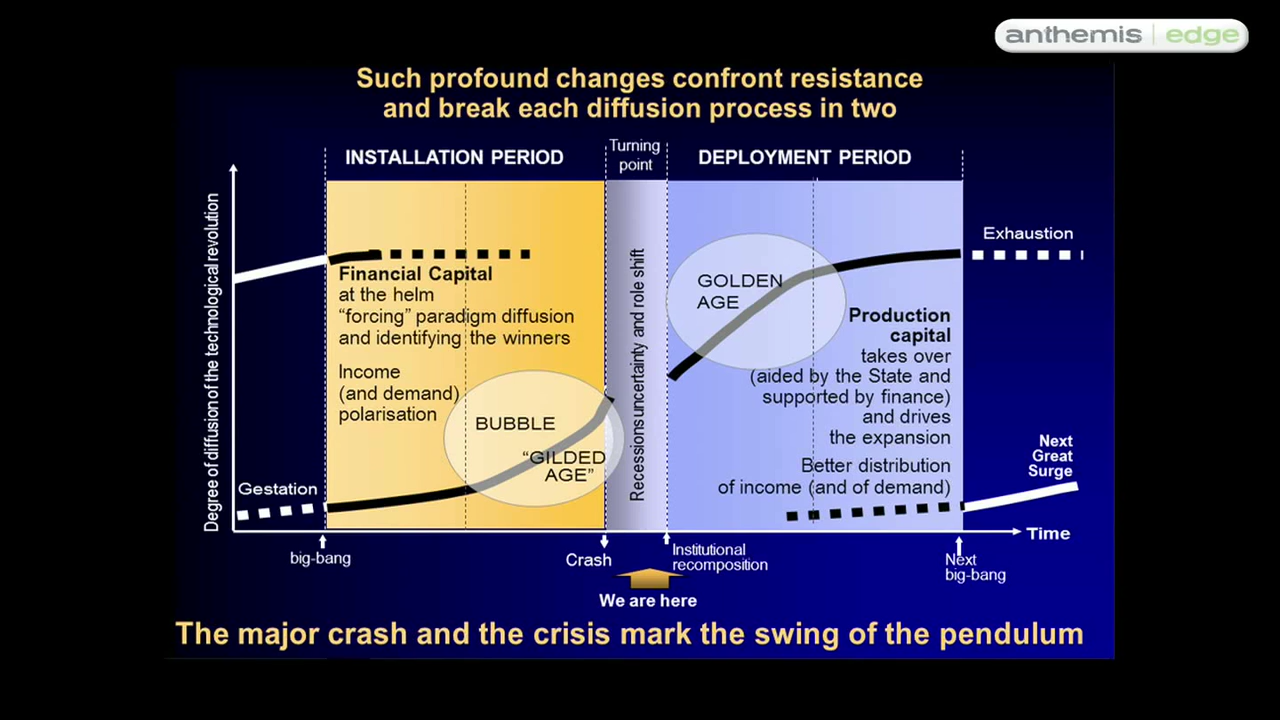 anthemis | edge
Such profound changes confront resistance
and break each diffusion process in two
INSTALLATION PERIOD
Turning
point
DEPLOYMENT PERIOD
Degree of diffusion of the technological revolution
Financial Capital
at the helm
“forcing” paradigm diffusion
and identifying the winners
Income
(and demand)
polarisation
BUBBLE
“GILDED
AGE”
Gestation
Recessionsuncertainty and role shift
GOLDEN
AGE
Production
capital
takes over
(aided by the State and
supported by finance)
and drives
the expansion
Better distribution
of income (and of demand)
Exhaustion
Next
Great
Surge
Time
big-bang
Crash
Institutional
recomposition
Next
big-bang
We are here
The major crash and the crisis mark the swing of the pendulum